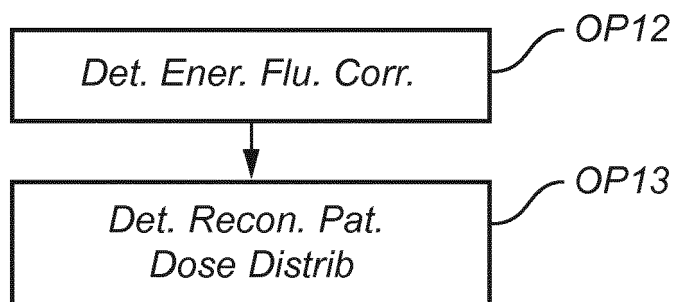 Det. Ener. Flu. Corr.
OP12
Det. Recon. Pat.
Dose Distrib
OP13